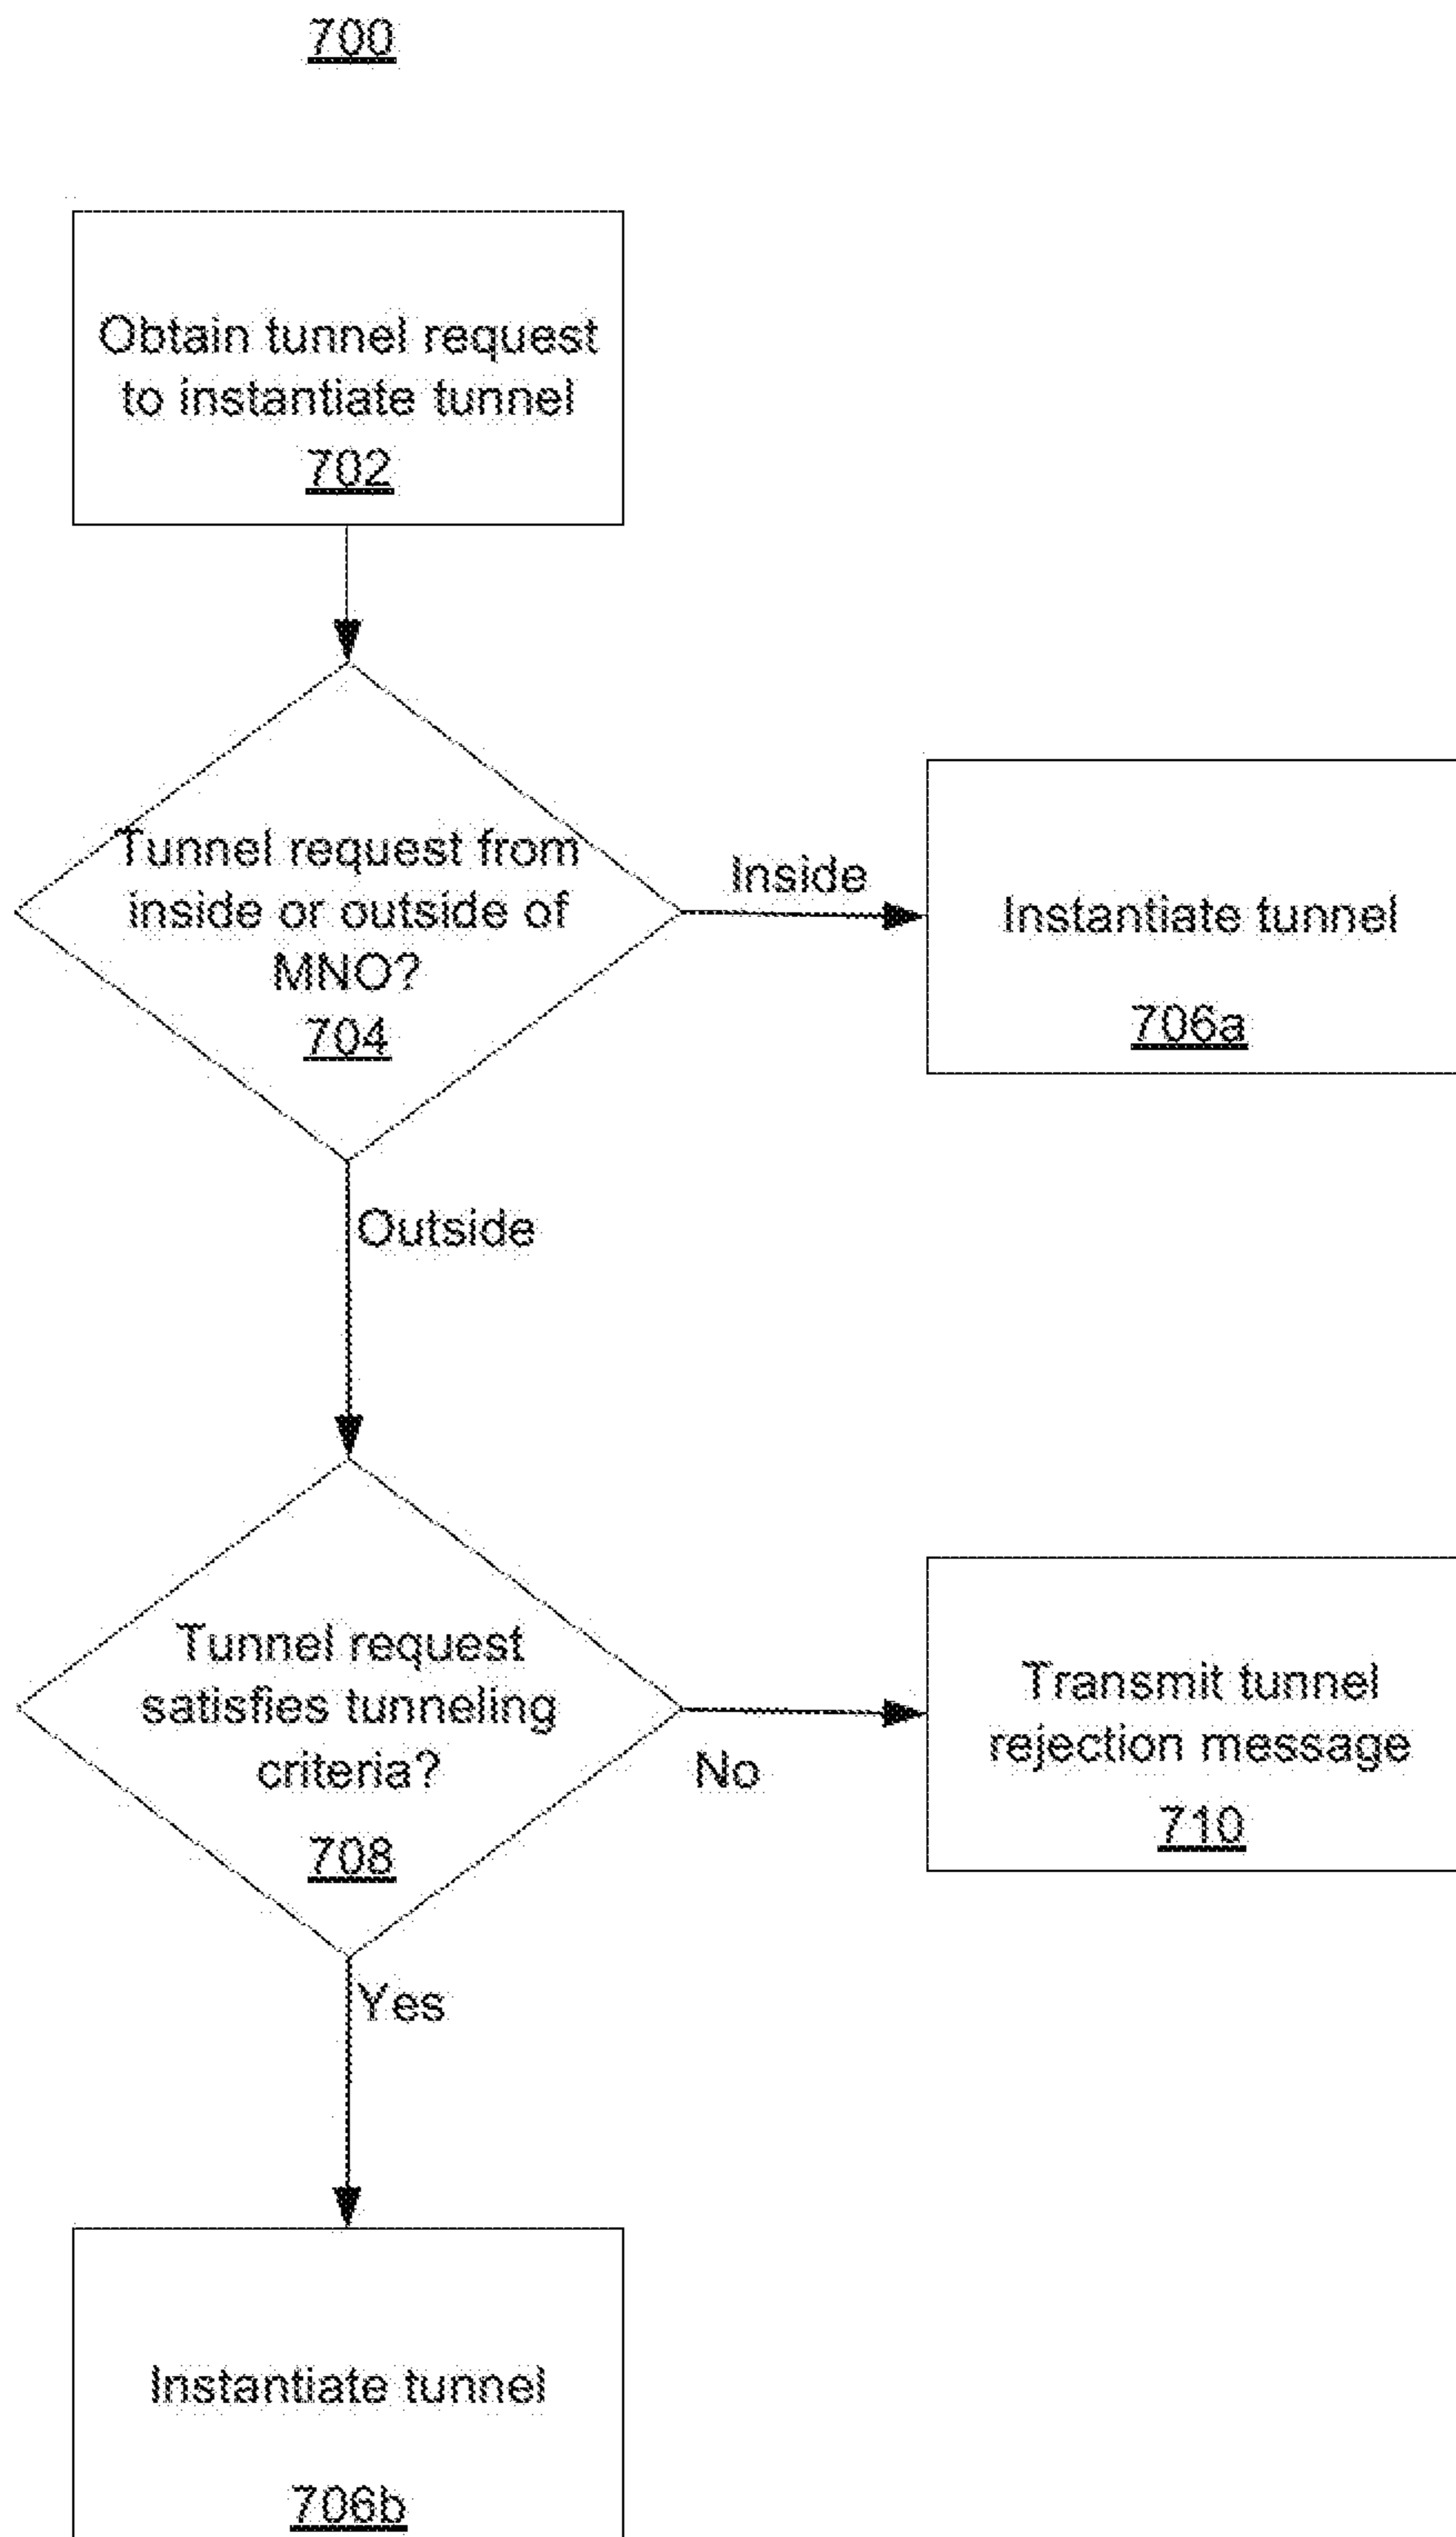 700
Obtain tunnel request
to instantiate tunnel
702
Tunnel request from
inside or outside of
MNO?
704
Inside
Instantiate tunnel
706a
Outside
Tunnel request
satisfies tunneling
criteria?
708
No
Transmit tunnel
rejection message
710
Yes
Instantiate tunnel
706b